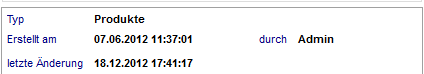 Typ Produkte
Erstellt am 07.06.2012 11:37:01 durch Admin
letzte Änderung 18.12.2012 17:41:17